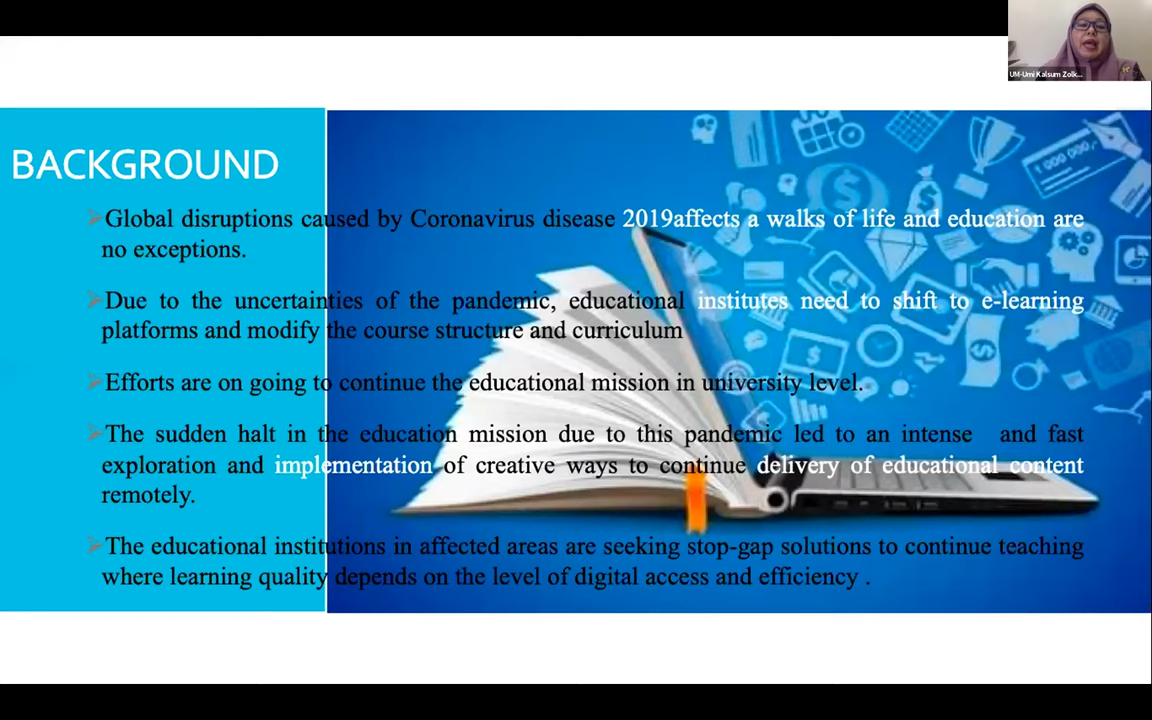 UM-Umi Kalsum Zolk...
BACKGROUND
Global disruptions caused by Coronavirus disease 2019affects a walks of life and education are
no exceptions.
Due to the uncertainties of the pandemic, educational institutes need to shift to e-learning
platforms and modify the course structure and curriculum
Efforts are on going to continue the educational mission in university level.
The sudden halt in the education mission due to this pandemic led to an intense and fast
exploration and implementation of creative ways to continue delivery of educational content
remotely.
The educational institutions in affected areas are seeking stop-gap solutions to continue teaching
where learning quality depends on the level of digital access and efficiency .